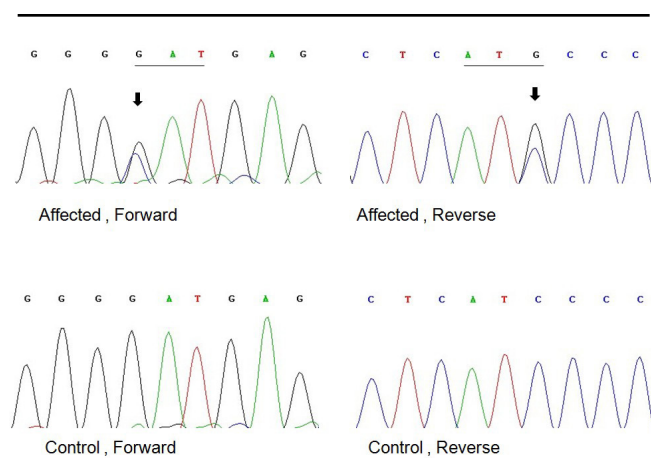 G G G G A T G A G
C T C A T G C C C
Affected , Forward
Affected , Reverse
G G G G A T G A G
C T C A T C C C C
Control , Forward
Control , Reverse